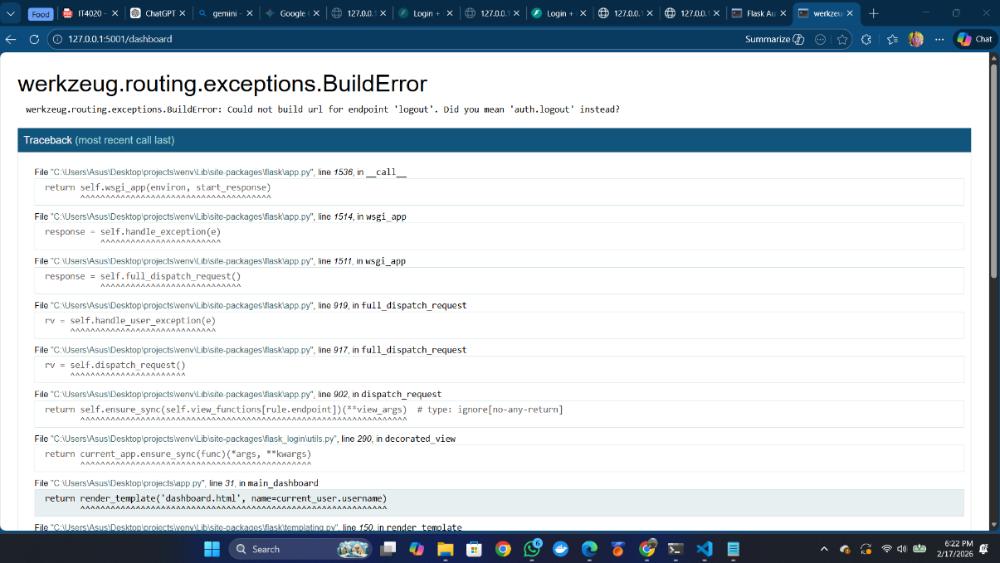 Food
IT4020 -
ChatGPT
gemini -
Google
127.0.0.1
Login +
127.0.0.1
Login +
127.0.0.1
127.0.0.1
Flask Au
werkzeu
127.0.0.1:5001/dashboard
Summarize
Chat
werkzeug.routing.exceptions.BuildError
werkzeug.routing.exceptions.BuildError: Could not build url for endpoint 'logout'. Did you mean 'auth.logout' instead?
Traceback (most recent call last)
File "C:\Users\Asus\Desktop\projects\venv\Lib\site-packages\flask\app.py", line 1536, in __call__
return self.wsgi_app(environ, start_response)
^^^^^^^^^^^^^^^^^^^^^^^^^^^^^^^^^^^^^^
File "C:\Users\Asus\Desktop\projects\venv\Lib\site-packages\flask\app.py", line 1514, in wsgi_app
response = self.handle_exception(e)
^^^^^^^^^^^^^^^^^^^^^^^^
File "C:\Users\Asus\Desktop\projects\venv\Lib\site-packages\flask\app.py", line 1511, in wsgi_app
response = self.full_dispatch_request()
^^^^^^^^^^^^^^^^^^^^^^^^^^^^
File "C:\Users\Asus\Desktop\projects\venv\Lib\site-packages\flask\app.py", line 919, in full_dispatch_request
rv = self.handle_user_exception(e)
^^^^^^^^^^^^^^^^^^^^^^^^^^^^^
File "C:\Users\Asus\Desktop\projects\venv\Lib\site-packages\flask\app.py", line 917, in full_dispatch_request
rv = self.dispatch_request()
^^^^^^^^^^^^^^^^^^^^^^^
File "C:\Users\Asus\Desktop\projects\venv\Lib\site-packages\flask\app.py", line 902, in dispatch_request
return self.ensure_sync(self.view_functions[rule.endpoint])(**view_args)  # type: ignore[no-any-return]
^^^^^^^^^^^^^^^^^^^^^^^^^^^^^^^^^^^^^^^^^^^^^^^^^^^^^^^^^^^^^^^^^
File "C:\Users\Asus\Desktop\projects\venv\Lib\site-packages\flask_login\utils.py", line 290, in decorated_view
return current_app.ensure_sync(func)(*args, **kwargs)
^^^^^^^^^^^^^^^^^^^^^^^^^^^^^^^^^^^^^^^^^^^^^^
File "C:\Users\Asus\Desktop\projects\app.py", line 31, in main_dashboard
return render_template('dashboard.html', name=current_user.username)
^^^^^^^^^^^^^^^^^^^^^^^^^^^^^^^^^^^^^^^^^^^^^^^^^^^^^^^^^^^^^
File "C:\Users\Asus\Desktop\projects\venv\Lib\site-packages\flask\templating.py", line 150, in render_template
Search
6
6:22 PM
2/17/2026